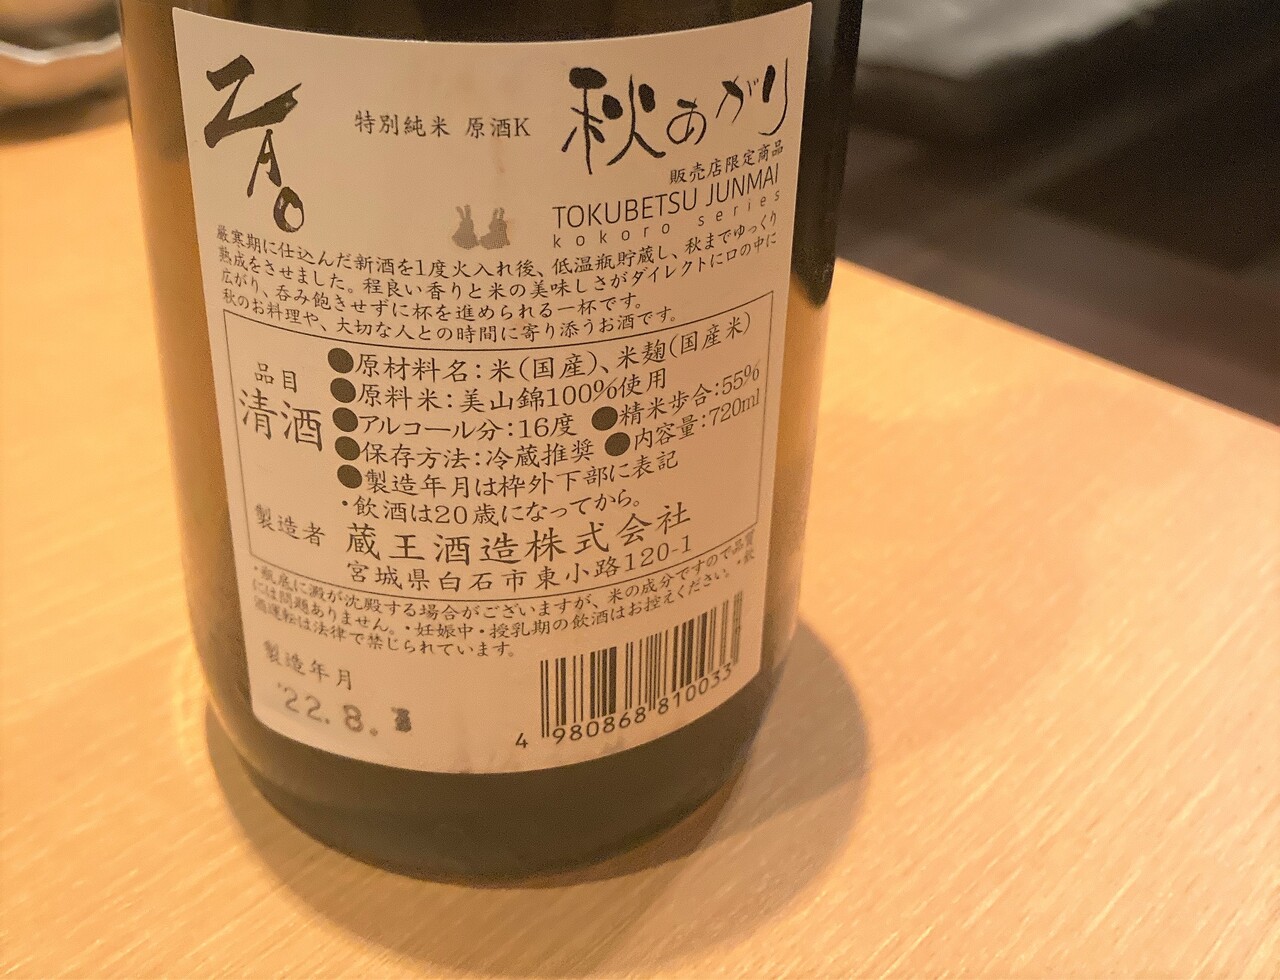 ZAO
特別純米 原酒K
秋あがり
販売店限定商品
TOKUBETSU JUNMAI
kokoro series
厳寒期に仕込んだ新酒を1度火入れ後、低温瓶貯蔵し、秋までゆっくり
熟成をさせました。程良い香りと米の美味しさがダイレクトに口の中に
広がり、呑み飽きせずに杯を進められる一杯です。
秋のお料理や、大切な人との時間に寄り添うお酒です。
品目
清酒
●原材料名：米(国産)、米麹(国産米)
●原料米：美山錦100%使用
●アルコール分：16度 ●精米歩合：55%
●保存方法：冷蔵推奨 ●内容量：720ml
●製造年月は枠外下部に表記
・飲酒は20歳になってから。
製造者 蔵王酒造株式会社
宮城県白石市東小路120-1
・瓶底に澱が沈殿する場合がございますが、米の成分ですので品質
には問題ありません。・妊娠中・授乳期の飲酒はお控えください。・飲
酒運転は法律で禁じられています。
製造年月
'22.8.
4 980868 810033